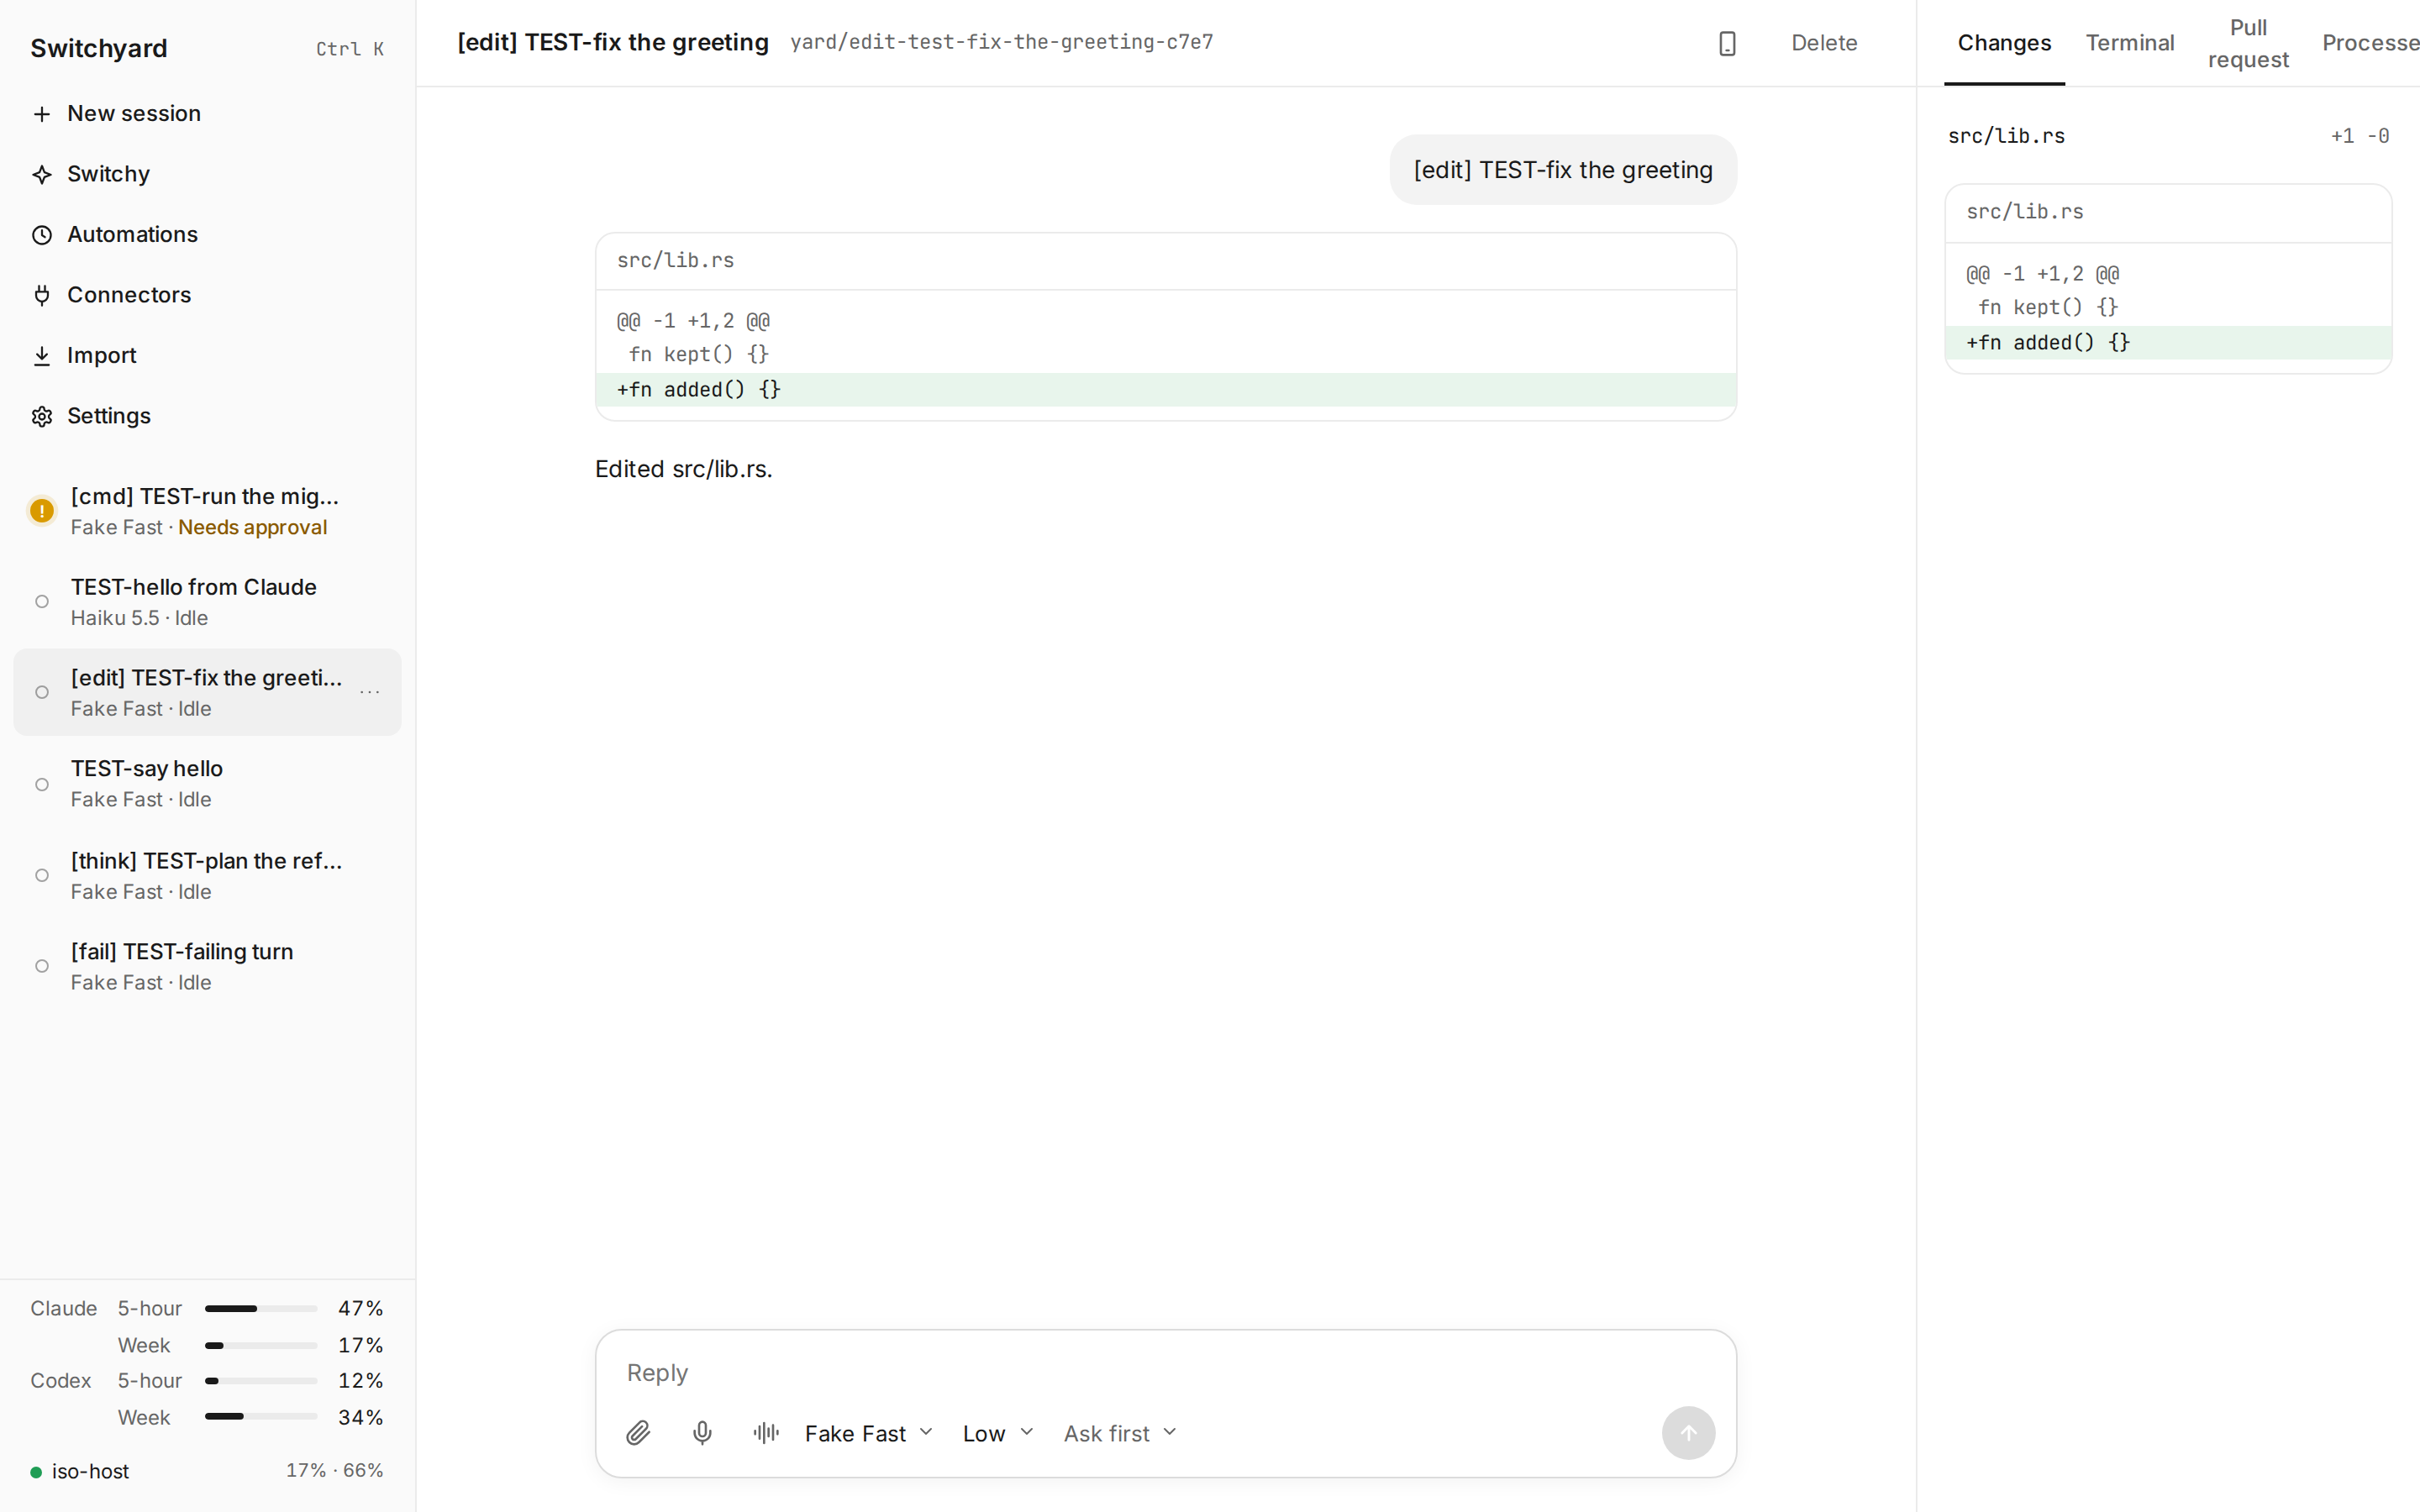 Switchyard
Ctrl K
New session
Switchy
Automations
Connectors
Import
Settings
[cmd] TEST-run the mig...
Fake Fast · Needs approval
TEST-hello from Claude
Haiku 5.5 · Idle
[edit] TEST-fix the greeti...
Fake Fast · Idle
TEST-say hello
Fake Fast · Idle
[think] TEST-plan the ref...
Fake Fast · Idle
[fail] TEST-failing turn
Fake Fast · Idle
Claude 5-hour 47%
Week 17%
Codex 5-hour 12%
Week 34%
iso-host 17% · 66%
[edit] TEST-fix the greeting yard/edit-test-fix-the-greeting-c7e7
Delete
[edit] TEST-fix the greeting
src/lib.rs
@@ -1 +1,2 @@
fn kept() {}
+fn added() {}
Edited src/lib.rs.
Reply
Fake Fast Low Ask first
Changes Terminal Pull request Processe
src/lib.rs +1 -0
src/lib.rs
@@ -1 +1,2 @@
fn kept() {}
+fn added() {}